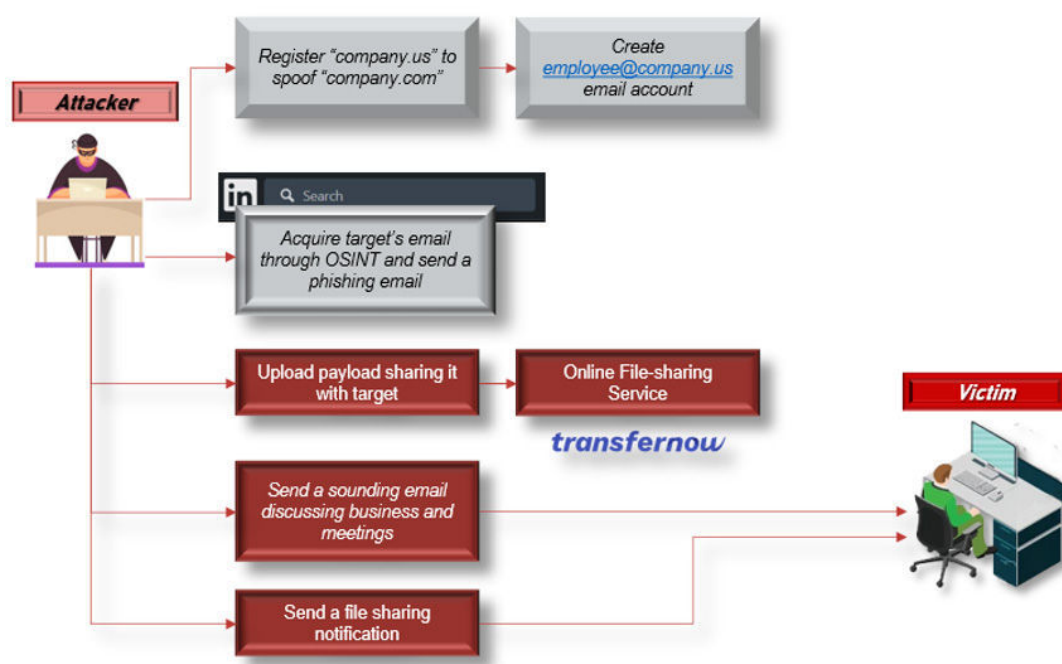 Register “company.us” to
spoof “company.com”
Create
employee@company.us
email account
Attacker
in
Search
Acquire target’s email
through OSINT and send a
phishing email
Upload payload sharing it
with target
Online File-sharing
Service
transfernow
Victim
Send a sounding email
discussing business and
meetings
Send a file sharing
notification